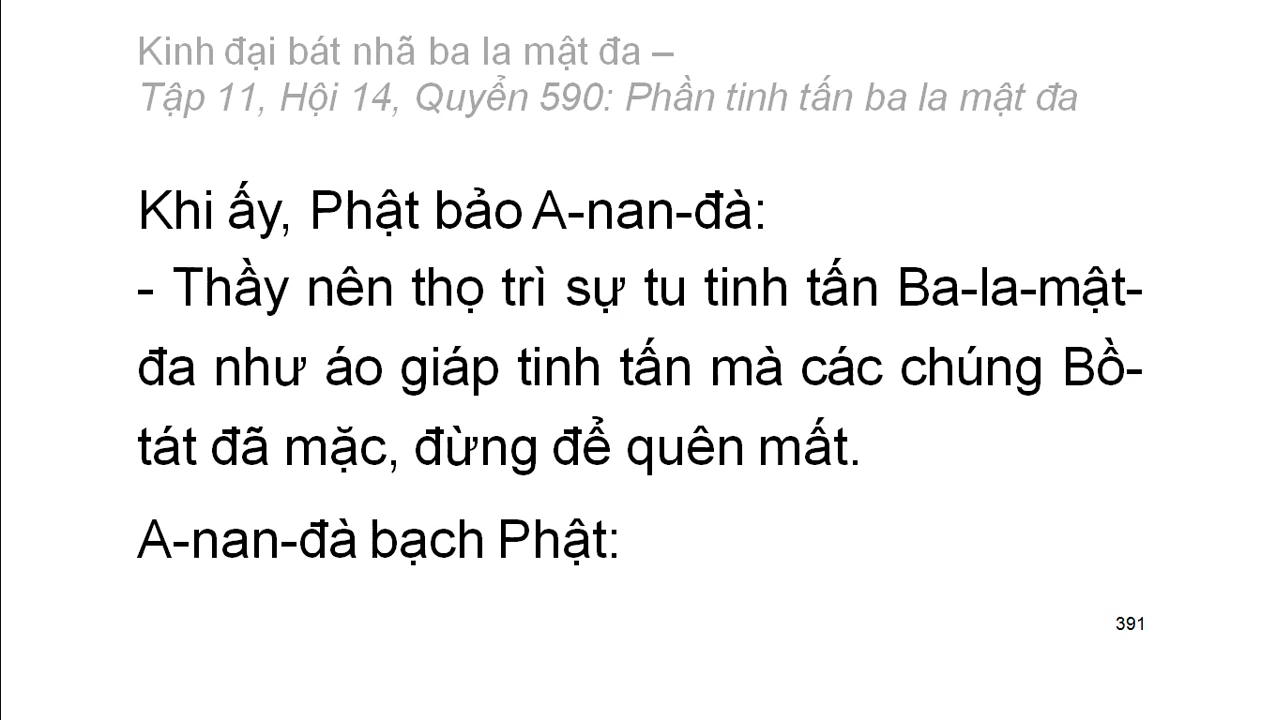 Kinh đại bát nhã ba la mật đa –
Tập 11, Hội 14, Quyển 590: Phần tinh tấn ba la mật đa
Khi ấy, Phật bảo A-nan-đà:
- Thầy nên thọ trì sự tu tinh tấn Ba-la-mật-
đa như áo giáp tinh tấn mà các chúng Bồ-
tát đã mặc, đừng để quên mất.
A-nan-đà bạch Phật:
391